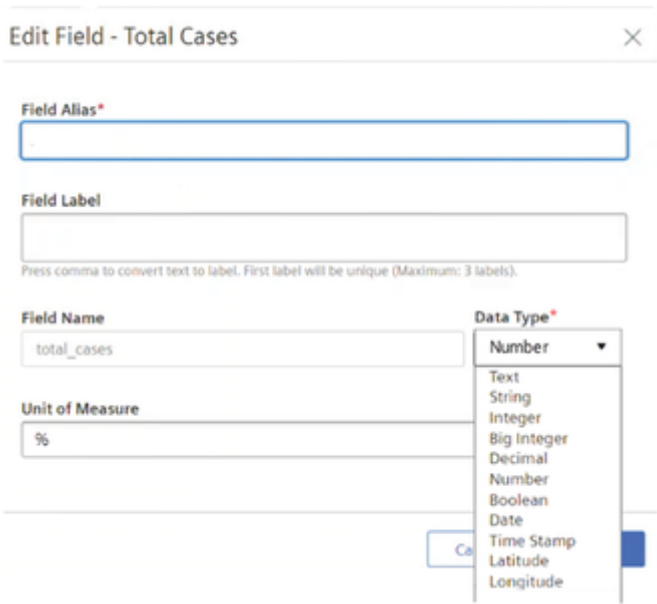 Edit Field - Total Cases
Field Alias*
Field Label
Press comma to convert text to label. First label will be unique (Maximum: 3 labels).
Field Name
Data Type*
total_cases
Number
Text
String
Integer
Big Integer
Decimal
Number
Boolean
Date
Time Stamp
Latitude
Longitude
Unit of Measure
%
Ca